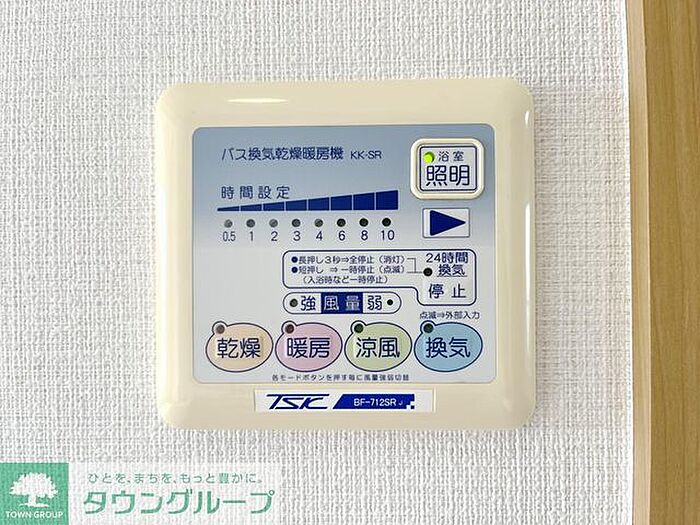 バス換気乾燥暖房機 KK-SR
浴室
照明
時間設定
0.5 1 2 3 4 6 8 10
●長押し3秒⇒全停止（消灯）
●短押し ⇒ 一時停止（点滅）
（入浴時など一時停止）
24時間
換気
停止
強 風量 弱
点滅⇒外部入力
乾燥 暖房 涼風 換気
各モードボタンを押す毎に風量強弱切替
TSK BF-712SR J
ひとを、まちを、もっと豊かに。
タウングループ
TOWN GROUP